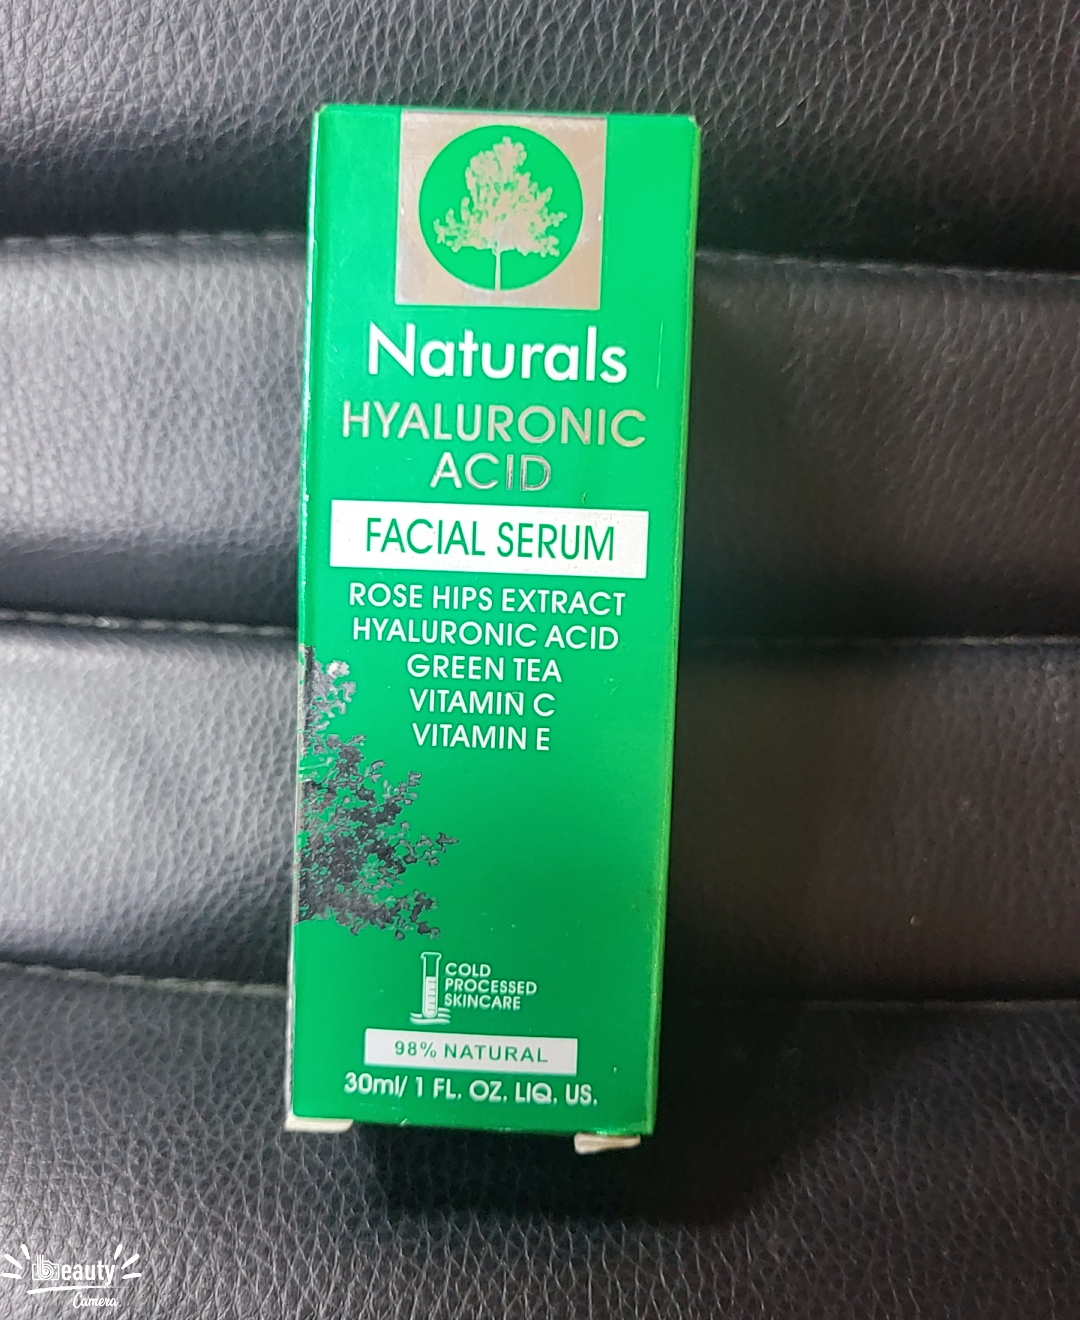 Naturals
HYALURONIC
ACID
FACIAL SERUM
ROSE HIPS EXTRACT
HYALURONIC ACID
GREEN TEA
VITAMIN C
VITAMIN E
COLD
PROCESSED
SKINCARE
98% NATURAL
30ml/ 1 FL. OZ. LIQ. US.
beauty
Camera